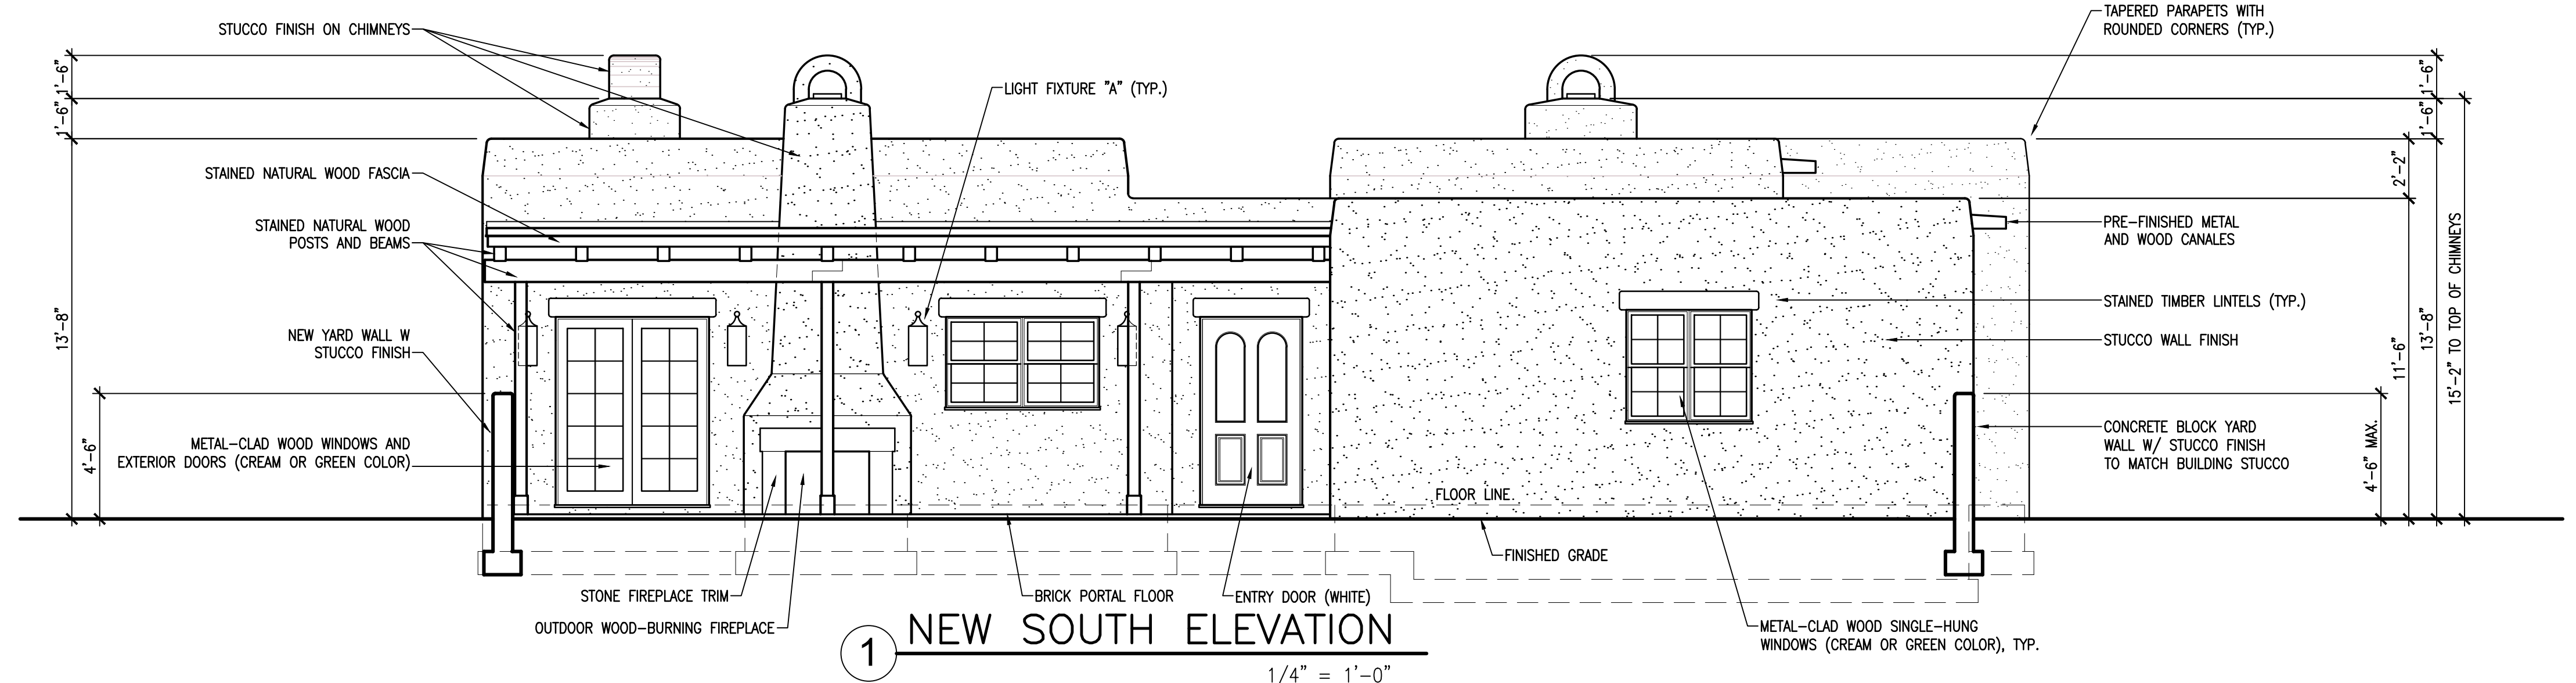 STUCCO FINISH ON CHIMNEYS
1'-6"
1'-6"
13'-8"
4'-6"
STAINED NATURAL WOOD FASCIA
STAINED NATURAL WOOD
POSTS AND BEAMS
NEW YARD WALL W
STUCCO FINISH
METAL-CLAD WOOD WINDOWS AND
EXTERIOR DOORS (CREAM OR GREEN COLOR)
LIGHT FIXTURE "A" (TYP.)
STONE FIREPLACE TRIM
OUTDOOR WOOD-BURNING FIREPLACE
BRICK PORTAL FLOOR
ENTRY DOOR (WHITE)
FLOOR LINE
FINISHED GRADE
METAL-CLAD WOOD SINGLE-HUNG
WINDOWS (CREAM OR GREEN COLOR), TYP.
TAPERED PARAPETS WITH
ROUNDED CORNERS (TYP.)
PRE-FINISHED METAL
AND WOOD CANALES
STAINED TIMBER LINTELS (TYP.)
STUCCO WALL FINISH
CONCRETE BLOCK YARD
WALL W/ STUCCO FINISH
TO MATCH BUILDING STUCCO
4'-6" MAX.
2'-2"
11'-6"
1'-6"
1'-6"
13'-8"
15'-2" TO TOP OF CHIMNEYS
1
NEW SOUTH ELEVATION
1/4" = 1'-0"